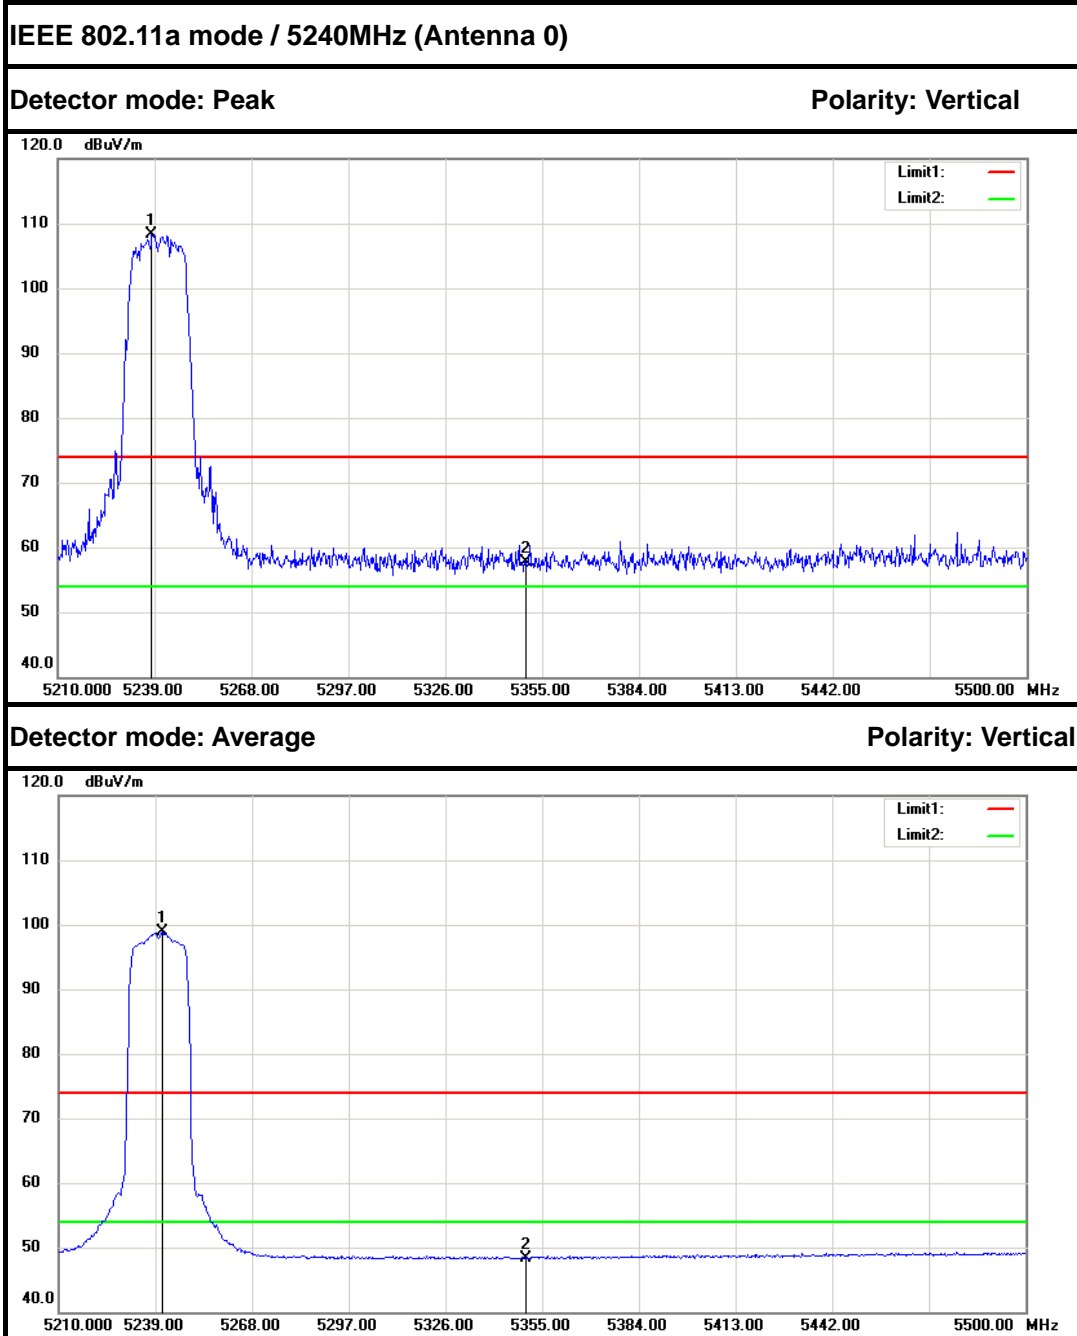 IEEE 802.11a mode / 5240MHz (Antenna 0)
Detector mode: Peak Polarity: Vertical
120.0 dBuV/m
Limit1:
Limit2:
110
1
100
90
80
70
60
2
50
40.0
5210.000 5239.00 5268.00 5297.00 5326.00 5355.00 5384.00 5413.00 5442.00 5500.00 MHz
Detector mode: Average Polarity: Vertical
120.0 dBuV/m
Limit1:
Limit2:
110
100
1
90
80
70
60
50
2
40.0
5210.000 5239.00 5268.00 5297.00 5326.00 5355.00 5384.00 5413.00 5442.00 5500.00 MHz